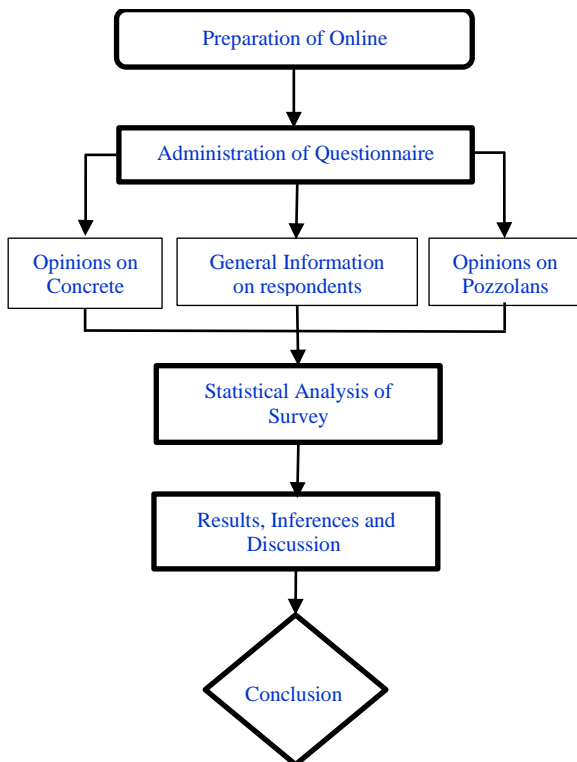 Preparation of Online
Administration of Questionnaire
Opinions on
Concrete
General Information
on respondents
Opinions on
Pozzolans
Statistical Analysis of
Survey
Results, Inferences and
Discussion
Conclusion